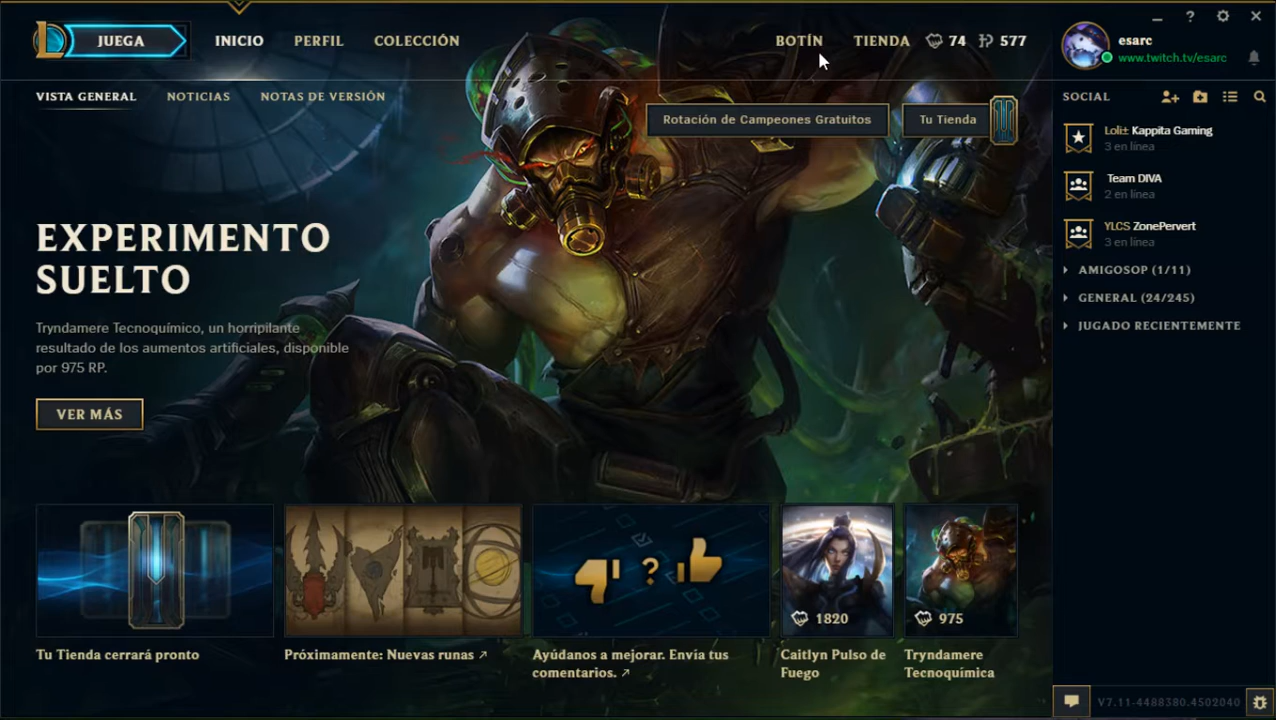 JUEGA
INICIO
PERFIL
COLECCIÓN
BOTÍN
TIENDA
74
577
esarc
www.twitch.tv/esarc
VISTA GENERAL
NOTICIAS
NOTAS DE VERSIÓN
Rotación de Campeones Gratuitos
Tu Tienda
SOCIAL
Loli± Kappita Gaming
3 en línea
Team DIVA
2 en línea
YLCS ZonePervert
3 en línea
AMIGOSOP (1/11)
GENERAL (24/245)
JUGADO RECIENTEMENTE
EXPERIMENTO
SUELTO
Tryndamere Tecnoquímico, un horripilante
resultado de los aumentos artificiales, disponible
por 975 RP.
VER MÁS
?
1820
975
Tu Tienda cerrará pronto
Próximamente: Nuevas runas
Ayúdanos a mejorar. Envía tus
comentarios.
Caitlyn Pulso de
Fuego
Tryndamere
Tecnoquímica
V7.11-4488380.4502040